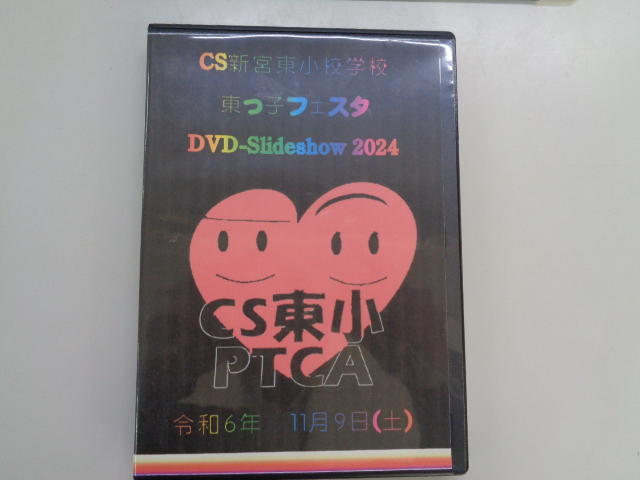 CS新宮東小校学校
東っ子フェスタ
DVD-Slideshow 2024
CS東小
PTCA
令和6年 11月9日(土)